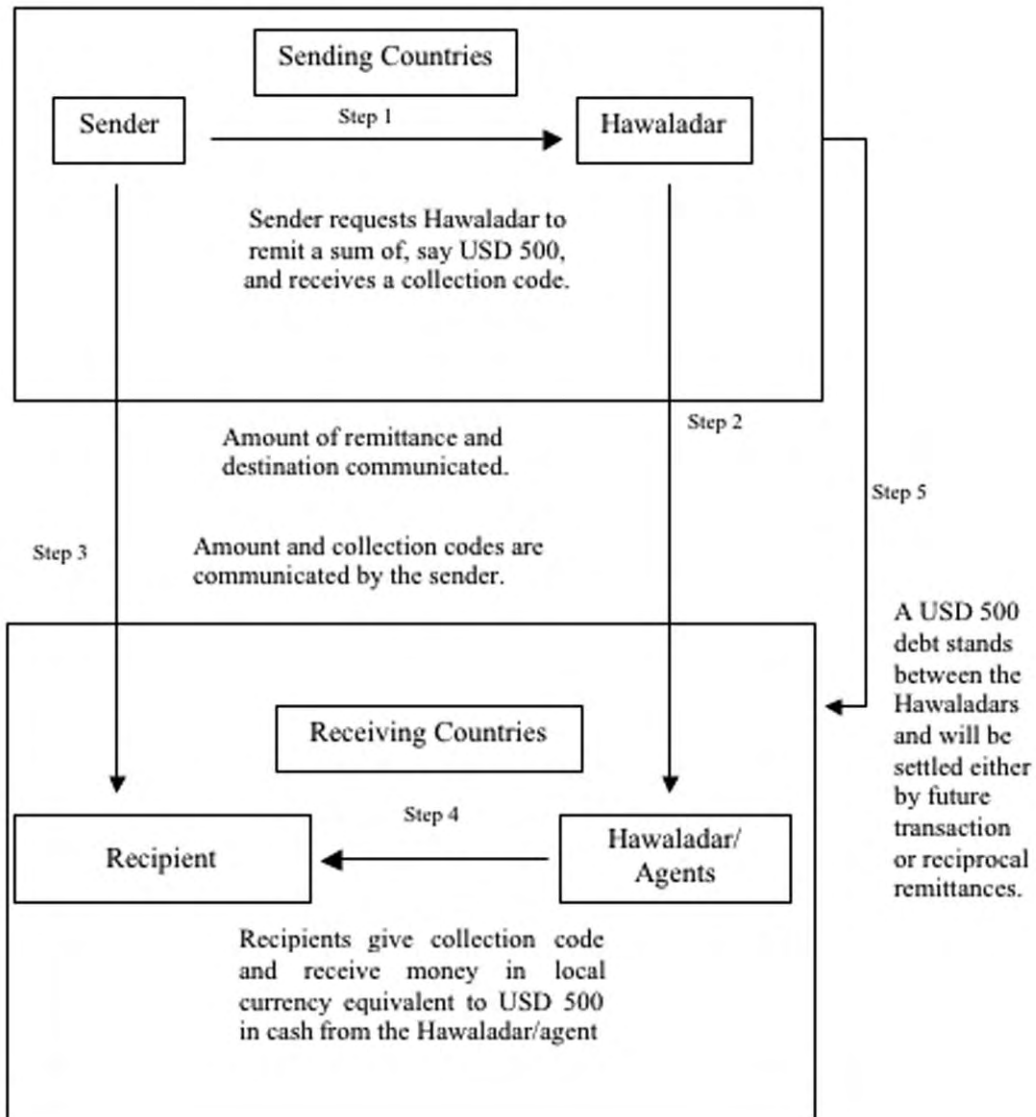 Sending Countries
Sender
Step 1
Hawaladar
Sender requests Hawaladar to
remit a sum of, say USD 500,
and receives a collection code.
Step 2
Amount of remittance and
destination communicated.
Step 5
Step 3
Amount and collection codes are
communicated by the sender.
A USD 500
debt stands
between the
Hawaladars
and will be
settled either
by future
transaction
or reciprocal
remittances.
Receiving Countries
Step 4
Recipient
Hawaladar/
Agents
Recipients give collection code
and receive money in local
currency equivalent to USD 500
in cash from the Hawaladar/agent